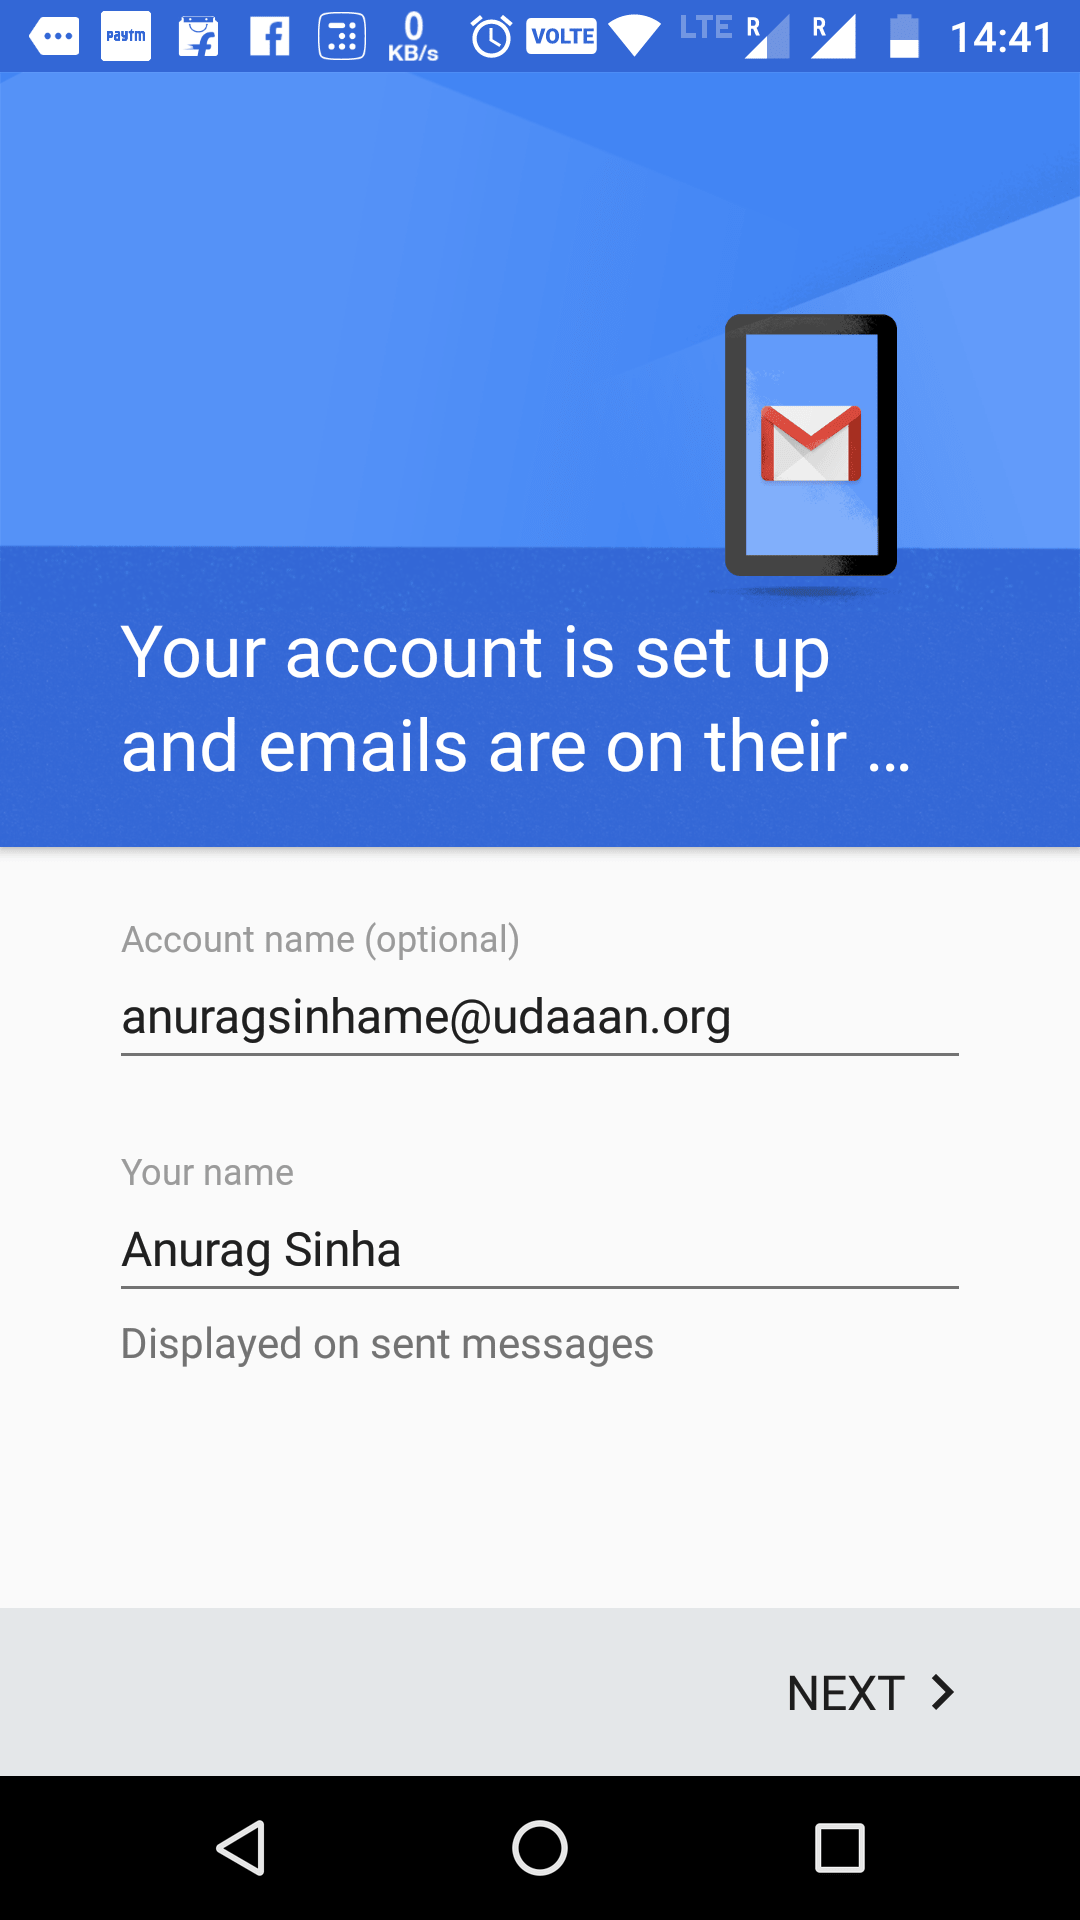 paytm 0 KB/s VOLTE LTE R R 14:41
Your account is set up
and emails are on their ...
Account name (optional)
anuragsinhame@udaaan.org
Your name
Anurag Sinha
Displayed on sent messages
NEXT